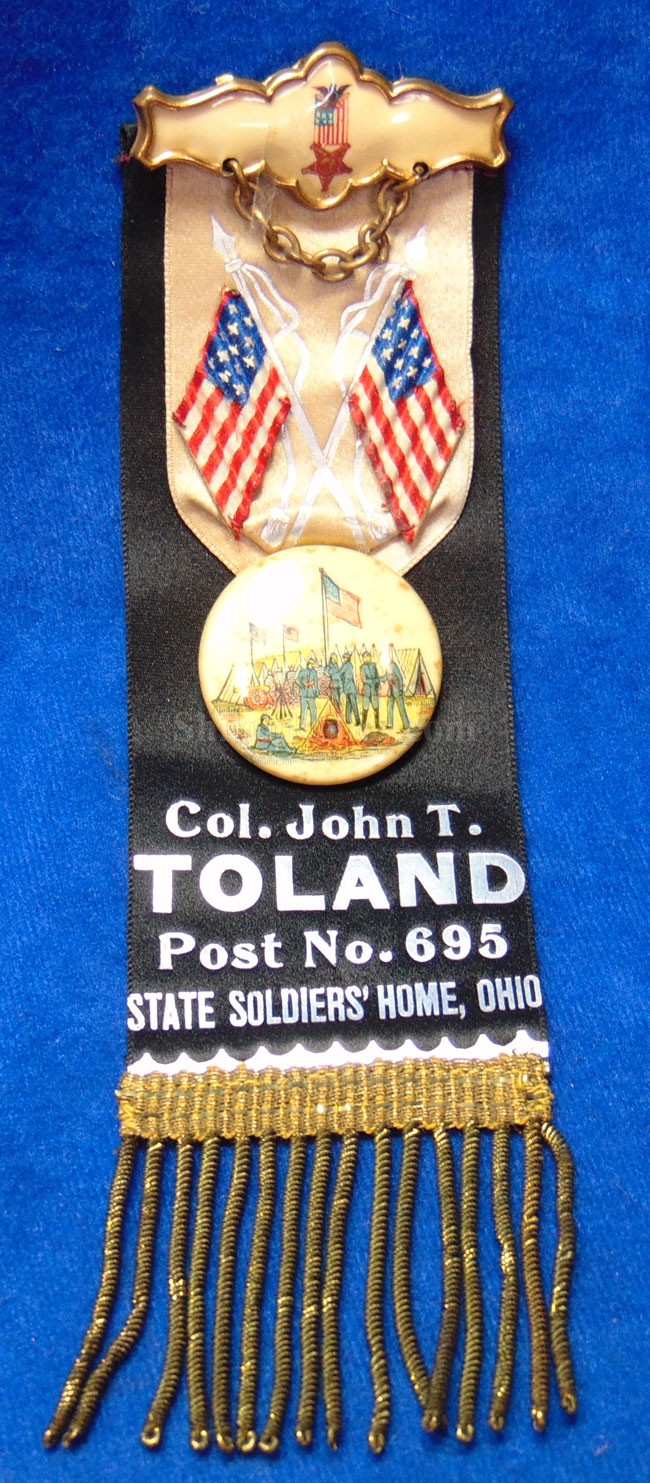 Col. John T.
TOLAND
Post No. 695
STATE SOLDIERS' HOME, OHIO